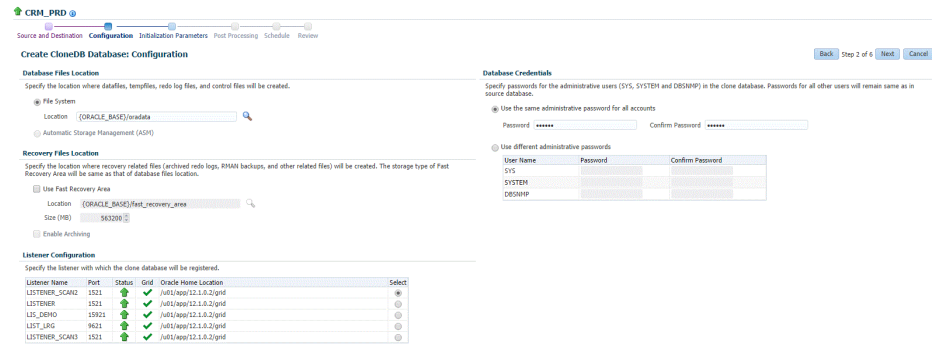 CRM_PRD
Source and Destination Configuration Initialization Parameters Post Processing Schedule Review
Create CloneDB Database: Configuration
Back Step 2 of 6 Next Cancel
Database Files Location
Specify the location where datafiles, tempfiles, redo log files, and control files will be created.
File System
Location {ORACLE_BASE}/oradata
Automatic Storage Management (ASM)
Recovery Files Location
Specify the location where recovery related files (archived redo logs, RMAN backups, and other related files) will be created. The storage type of Fast
Recovery Area will be same as that of database files location.
Use Fast Recovery Area
Location {ORACLE_BASE}/fast_recovery_area
Size (MB) 563200
Enable Archiving
Listener Configuration
Specify the listener with which the clone database will be registered.
Listener Name Port Status Grid Oracle Home Location Select
LISTENER_SCAN2 1521 /u01/app/12.1.0.2/grid
LISTENER 1521 /u01/app/12.1.0.2/grid
LIS_DEMO 15921 /u01/app/12.1.0.2/grid
LIST_LRG 9621 /u01/app/12.1.0.2/grid
LISTENER_SCAN3 1521 /u01/app/12.1.0.2/grid
Database Credentials
Specify passwords for the administrative users (SYS, SYSTEM and DBSNMP) in the clone database. Passwords for all other users will remain same as in
source database.
Use the same administrative password for all accounts
Password •••••• Confirm Password ••••••
Use different administrative passwords
User Name Password Confirm Password
SYS
SYSTEM
DBSNMP